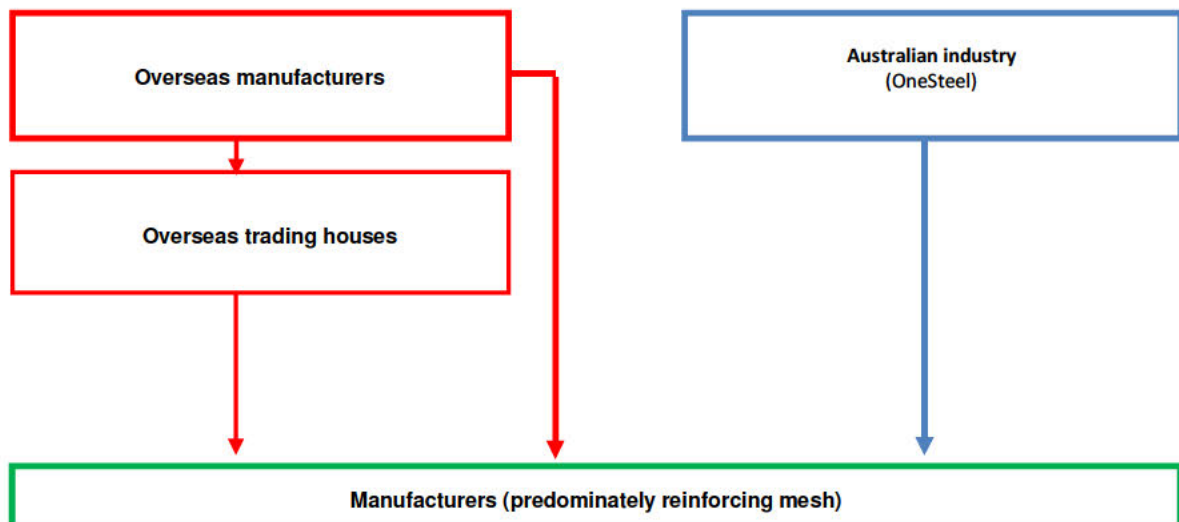 Overseas manufacturers
Australian industry
(OneSteel)
Overseas trading houses
Manufacturers (predominately reinforcing mesh)